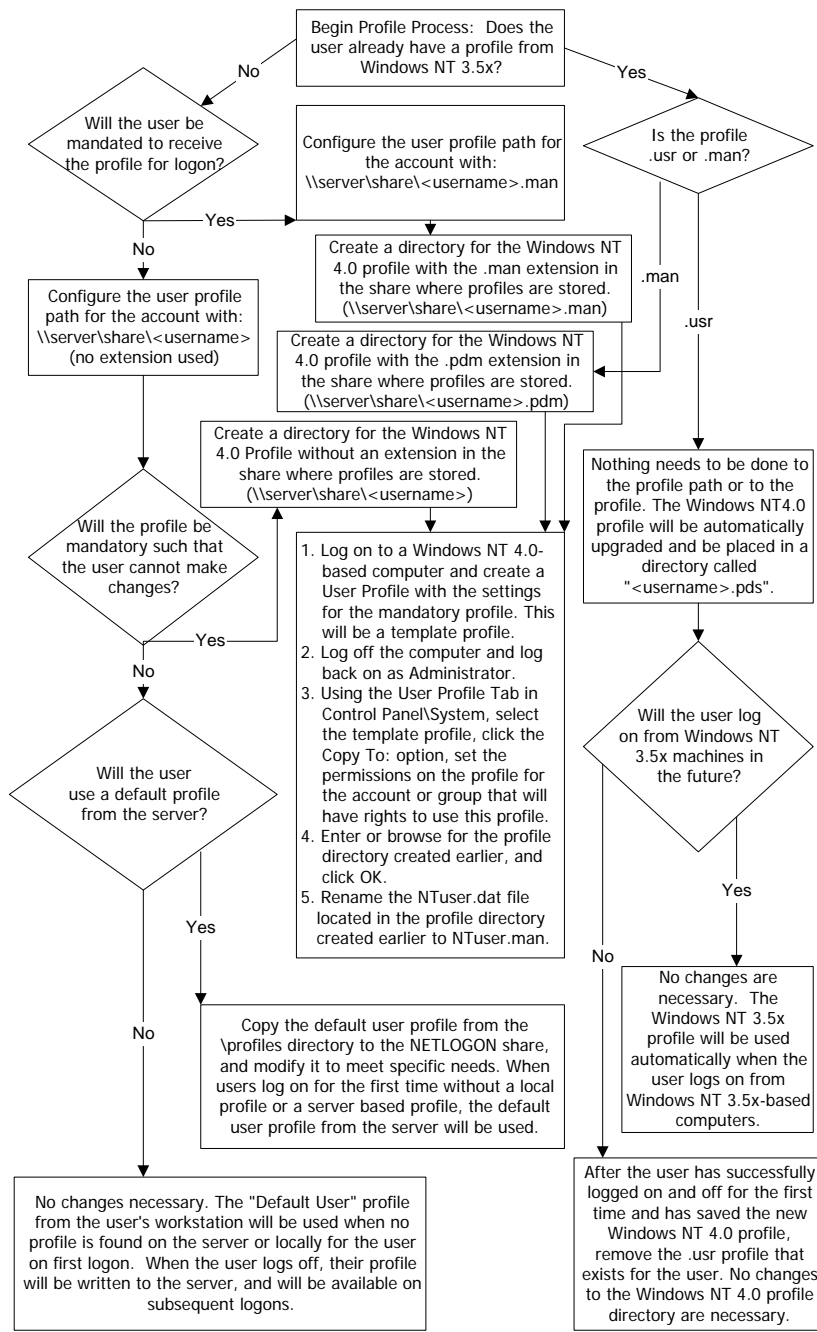 Begin Profile Process:  Does the
user already have a profile from
Windows NT 3.5x?
No
Yes
Will the user be
mandated to receive
the profile for logon?
Configure the user profile path for
the account with:
\\server\share\<username>.man
Is the profile
.usr or .man?
Yes
No
Create a directory for the Windows NT
4.0 profile with the .man extension in
the share where profiles are stored.
(\\server\share\<username>.man)
.man
.usr
Configure the user profile
path for the account with:
\\server\share\<username>
(no extension used)
Create a directory for the Windows NT
4.0 profile with the .pdm extension in
the share where profiles are stored.
(\\server\share\<username>.pdm)
Create a directory for the Windows NT
4.0 Profile without an extension in the
share where profiles are stored.
(\\server\share\<username>)
Nothing needs to be done to
the profile path or to the
profile. The Windows NT4.0
profile will be automatically
upgraded and be placed in a
directory called
"<username>.pds".
Will the profile be
mandatory such that
the user cannot make
changes?
Yes
No
1. Log on to a Windows NT 4.0-
based computer and create a
User Profile with the settings
for the mandatory profile. This
will be a template profile.
2. Log off the computer and log
back on as Administrator.
3. Using the User Profile Tab in
Control Panel\System, select
the template profile, click the
Copy To: option, set the
permissions on the profile for
the account or group that will
have rights to use this profile.
4. Enter or browse for the profile
directory created earlier, and
click OK.
5. Rename the NTuser.dat file
located in the profile directory
created earlier to NTuser.man.
Will the user log
on from Windows NT
3.5x machines in
the future?
Will the user
use a default profile
from the server?
Yes
No
Yes
No
No changes are
necessary.  The
Windows NT 3.5x
profile will be used
automatically when the
user logs on from
Windows NT 3.5x-based
computers.
Copy the default user profile from the
\profiles directory to the NETLOGON share,
and modify it to meet specific needs. When
users log on for the first time without a local
profile or a server based profile, the default
user profile from the server will be used.
No changes necessary. The "Default User" profile
from the user's workstation will be used when no
profile is found on the server or locally for the user
on first logon.  When the user logs off, their profile
will be written to the server, and will be available on
subsequent logons.
After the user has successfully
logged on and off for the first
time and has saved the new
Windows NT 4.0 profile,
remove the .usr profile that
exists for the user. No changes
to the Windows NT 4.0 profile
directory are necessary.